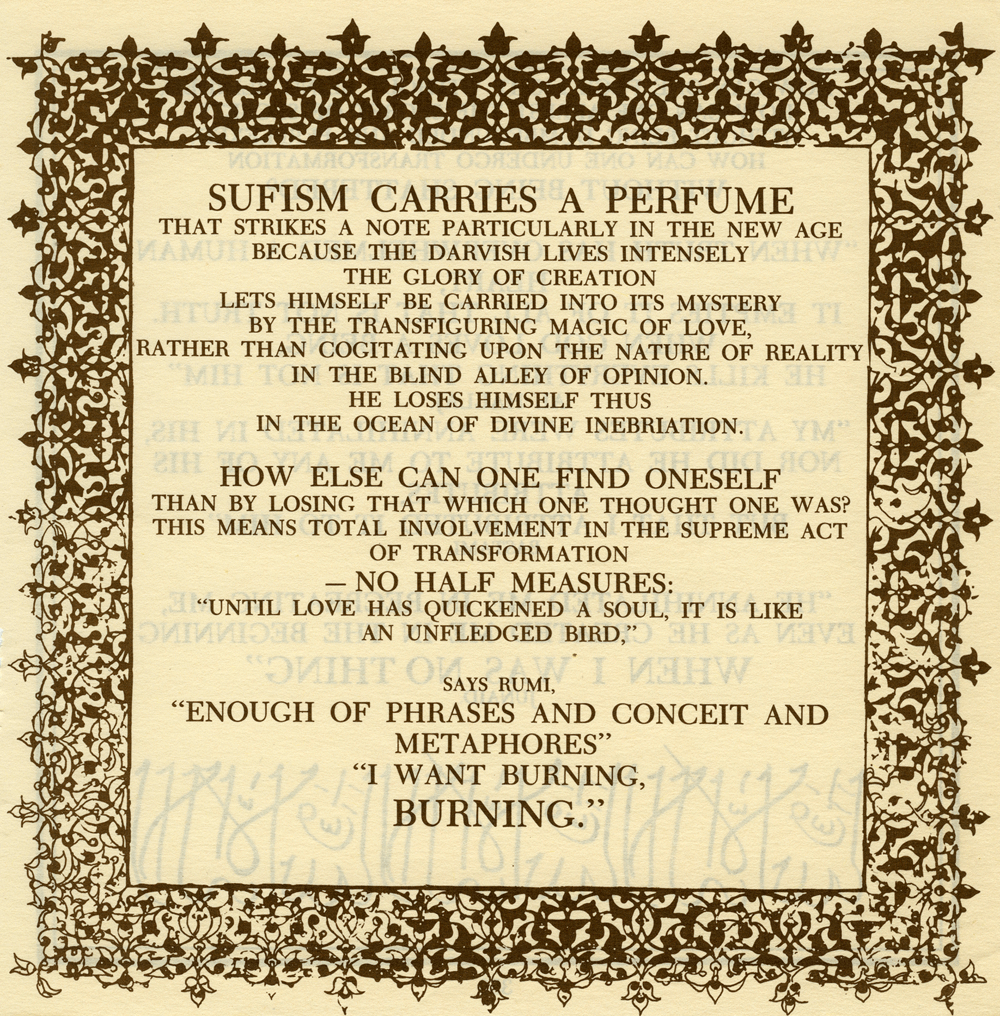 SUFISM CARRIES A PERFUME
THAT STRIKES A NOTE PARTICULARLY IN THE NEW AGE
BECAUSE THE DARVISH LIVES INTENSELY
THE GLORY OF CREATION
LETS HIMSELF BE CARRIED INTO ITS MYSTERY
BY THE TRANSFIGURING MAGIC OF LOVE,
RATHER THAN COGITATING UPON THE NATURE OF REALITY
IN THE BLIND ALLEY OF OPINION.
HE LOSES HIMSELF THUS
IN THE OCEAN OF DIVINE INEBRIATION.
HOW ELSE CAN ONE FIND ONESELF
THAN BY LOSING THAT WHICH ONE THOUGHT ONE WAS?
THIS MEANS TOTAL INVOLVEMENT IN THE SUPREME ACT
OF TRANSFORMATION
— NO HALF MEASURES:
“UNTIL LOVE HAS QUICKENED A SOUL, IT IS LIKE
AN UNFLEDGED BIRD,”
SAYS RUMI,
“ENOUGH OF PHRASES AND CONCEIT AND
METAPHORES”
“I WANT BURNING,
BURNING.”